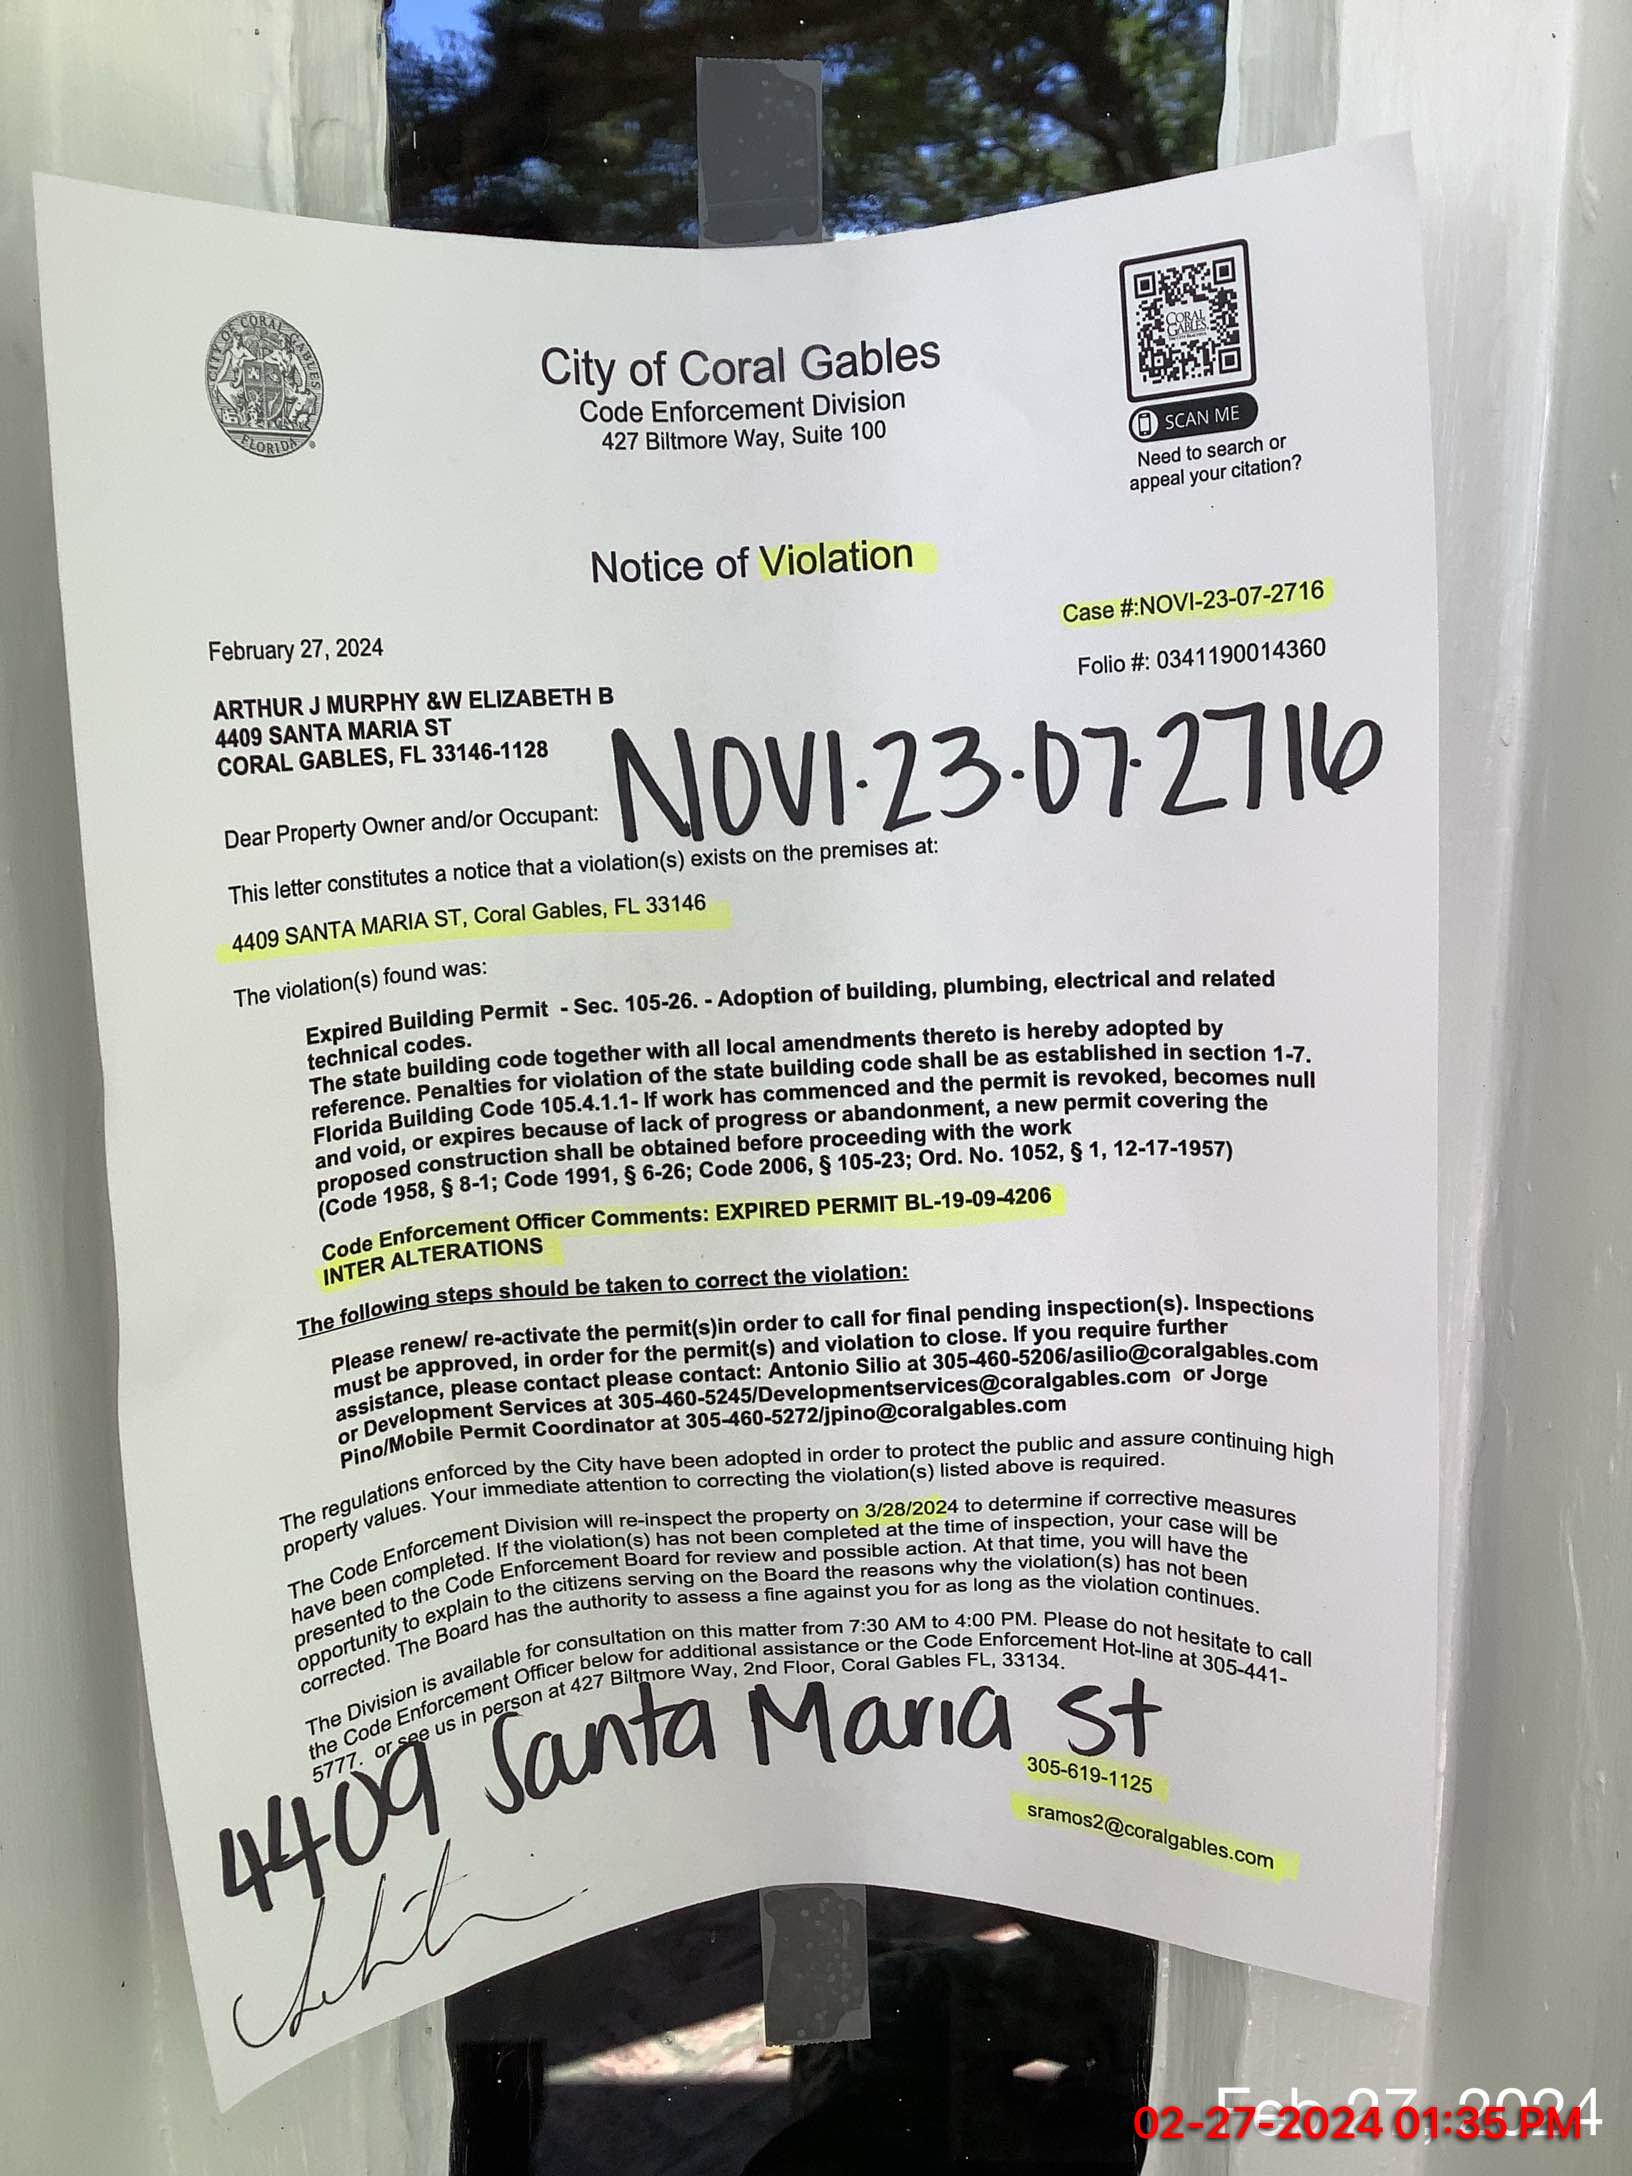 CITY OF CORAL GABLES
FLORIDA
City of Coral Gables
Code Enforcement Division
427 Biltmore Way, Suite 100
CORAL GABLES
SCAN ME
Need to search or
appeal your citation?
Notice of Violation
Case #:NOVI-23-07-2716
February 27, 2024
Folio #: 0341190014360
ARTHUR J MURPHY &W ELIZABETH B
4409 SANTA MARIA ST
CORAL GABLES, FL 33146-1128
NOVI·23·07·2716
Dear Property Owner and/or Occupant:
This letter constitutes a notice that a violation(s) exists on the premises at:
4409 SANTA MARIA ST, Coral Gables, FL 33146
The violation(s) found was:
Expired Building Permit - Sec. 105-26. - Adoption of building, plumbing, electrical and related
technical codes.
The state building code together with all local amendments thereto is hereby adopted by
reference. Penalties for violation of the state building code shall be as established in section 1-7.
Florida Building Code 105.4.1.1- If work has commenced and the permit is revoked, becomes null
and void, or expires because of lack of progress or abandonment, a new permit covering the
proposed construction shall be obtained before proceeding with the work
(Code 1958, § 8-1; Code 1991, § 6-26; Code 2006, § 105-23; Ord. No. 1052, § 1, 12-17-1957)
Code Enforcement Officer Comments: EXPIRED PERMIT BL-19-09-4206
INTER ALTERATIONS
The following steps should be taken to correct the violation:
Please renew/ re-activate the permit(s)in order to call for final pending inspection(s). Inspections
must be approved, in order for the permit(s) and violation to close. If you require further
assistance, please contact please contact: Antonio Silio at 305-460-5206/asilio@coralgables.com
or Development Services at 305-460-5245/Developmentservices@coralgables.com or Jorge
Pino/Mobile Permit Coordinator at 305-460-5272/jpino@coralgables.com
The regulations enforced by the City have been adopted in order to protect the public and assure continuing high
property values. Your immediate attention to correcting the violation(s) listed above is required.
The Code Enforcement Division will re-inspect the property on 3/28/2024 to determine if corrective measures
have been completed. If the violation(s) has not been completed at the time of inspection, your case will be
presented to the Code Enforcement Board for review and possible action. At that time, you will have the
opportunity to explain to the citizens serving on the Board the reasons why the violation(s) has not been
corrected. The Board has the authority to assess a fine against you for as long as the violation continues.
The Division is available for consultation on this matter from 7:30 AM to 4:00 PM. Please do not hesitate to call
the Code Enforcement Officer below for additional assistance or the Code Enforcement Hot-line at 305-441-
5777. or see us in person at 427 Biltmore Way, 2nd Floor, Coral Gables FL, 33134.
4409 Santa Maria St
305-619-1125
sramos2@coralgables.com
Feb 27, 2024
02-27-2024 01:35 PM